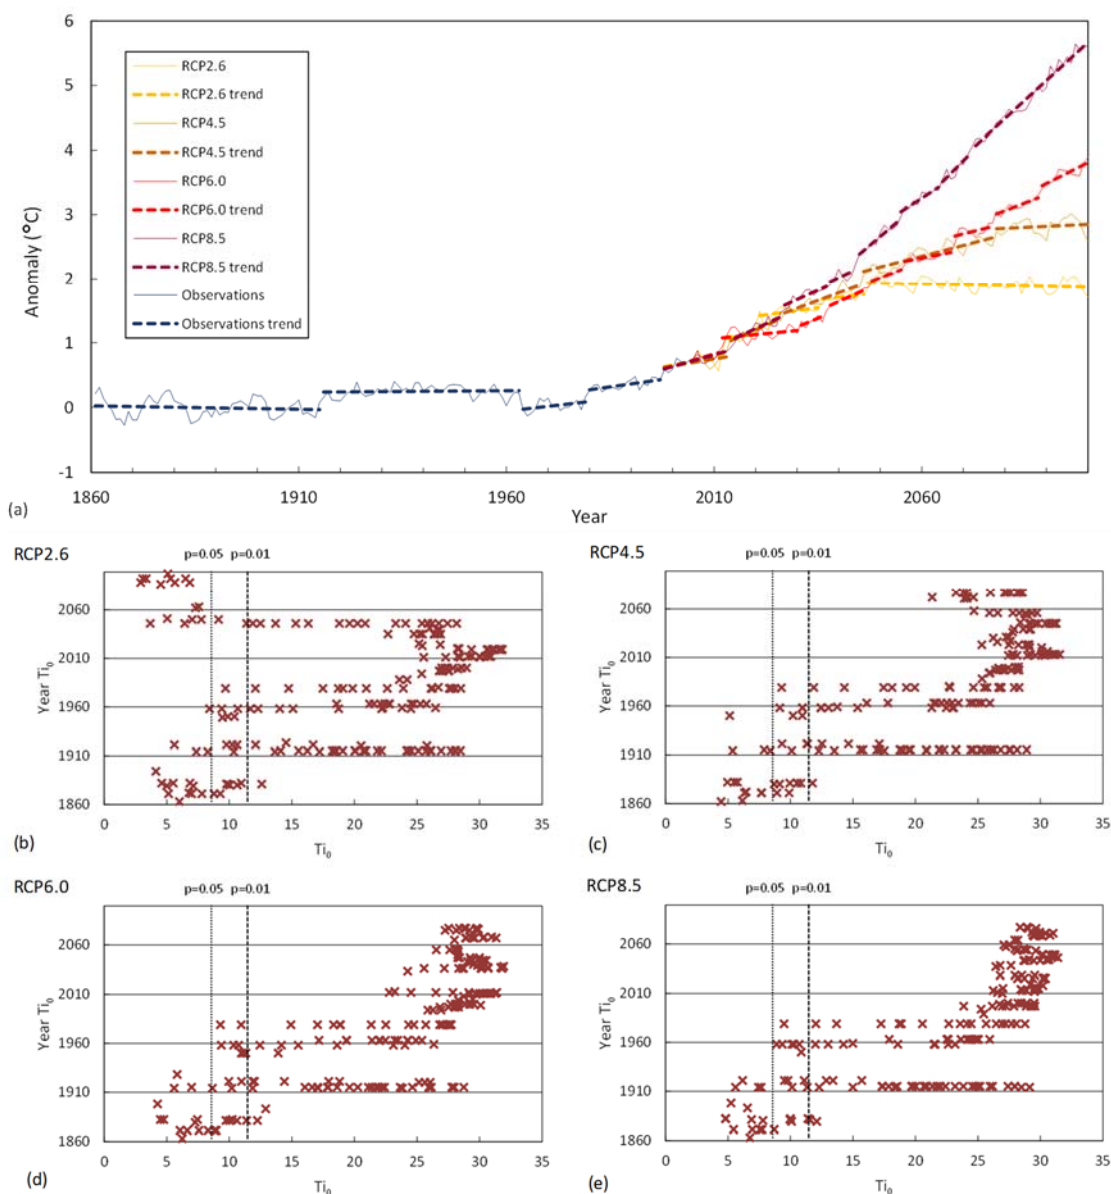 6
5
4
3
2
1
0
-1
Anomaly (°C)
RCP2.6
RCP2.6 trend
RCP4.5
RCP4.5 trend
RCP6.0
RCP6.0 trend
RCP8.5
RCP8.5 trend
Observations
Observations trend
1860 1910 1960 2010 2060
Year
(a)
RCP2.6
p=0.05 p=0.01
2060
2010
1960
1910
1860
Year Ti₀
0 5 10 15 20 25 30 35
Ti₀
(b)
RCP4.5
p=0.05 p=0.01
2060
2010
1960
1910
1860
Year Ti₀
0 5 10 15 20 25 30 35
Ti₀
(c)
RCP6.0
p=0.05 p=0.01
2060
2010
1960
1910
1860
Year Ti₀
0 5 10 15 20 25 30 35
Ti₀
(d)
RCP8.5
p=0.05 p=0.01
2060
2010
1960
1910
1860
Year Ti₀
0 5 10 15 20 25 30 35
Ti₀
(e)